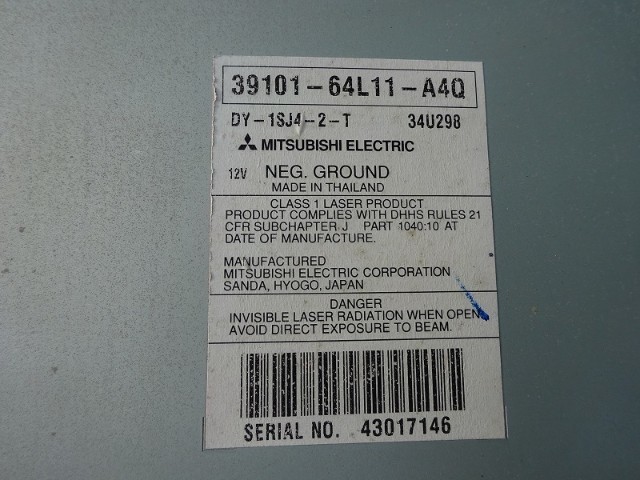 39101-64L11-A4Q
DY-1SJ4-2-T 34U298
MITSUBISHI ELECTRIC
12V NEG. GROUND
MADE IN THAILAND
CLASS 1 LASER PRODUCT
PRODUCT COMPLIES WITH DHHS RULES 21
CFR SUBCHAPTER J PART 1040:10 AT
DATE OF MANUFACTURE.
MANUFACTURED
MITSUBISHI ELECTRIC CORPORATION
SANDA, HYOGO, JAPAN
DANGER
INVISIBLE LASER RADIATION WHEN OPEN.
AVOID DIRECT EXPOSURE TO BEAM.
SERIAL NO. 43017146